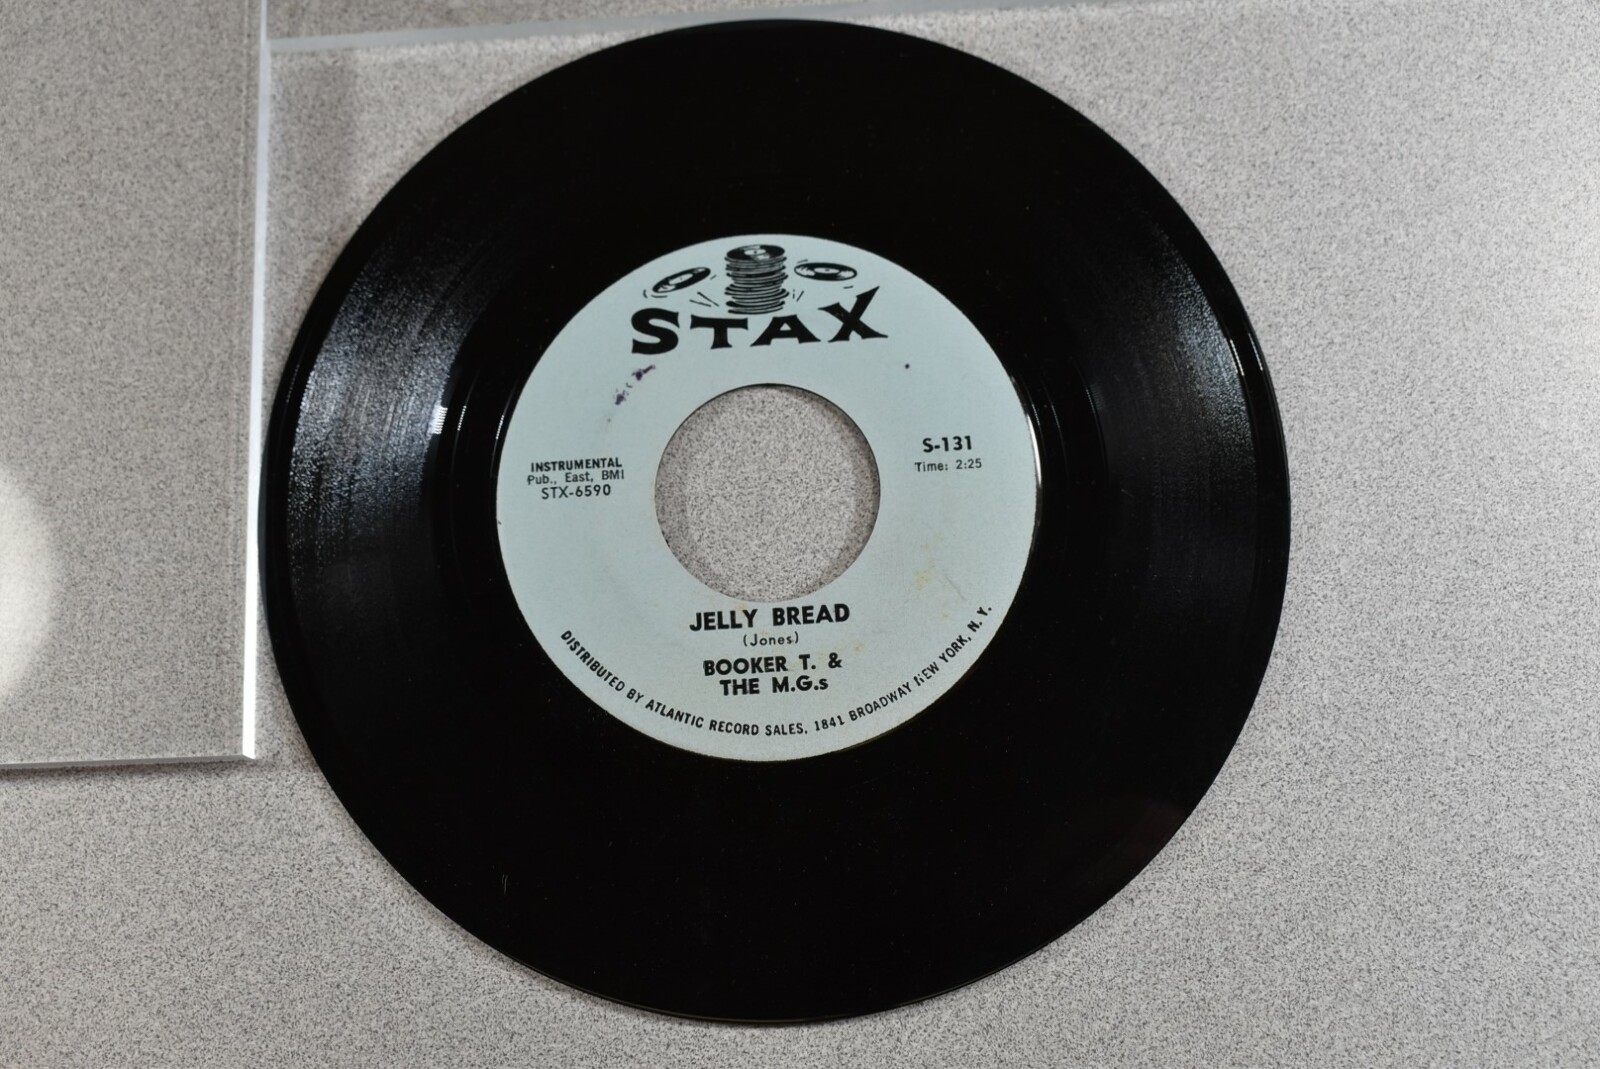 STAX
INSTRUMENTAL
Pub., East, BMI
STX-6590
S-131
Time: 2:25
JELLY BREAD
(Jones)
BOOKER T. &
THE M.G.s
DISTRIBUTED BY ATLANTIC RECORD SALES, 1841 BROADWAY NEW YORK, N. Y.